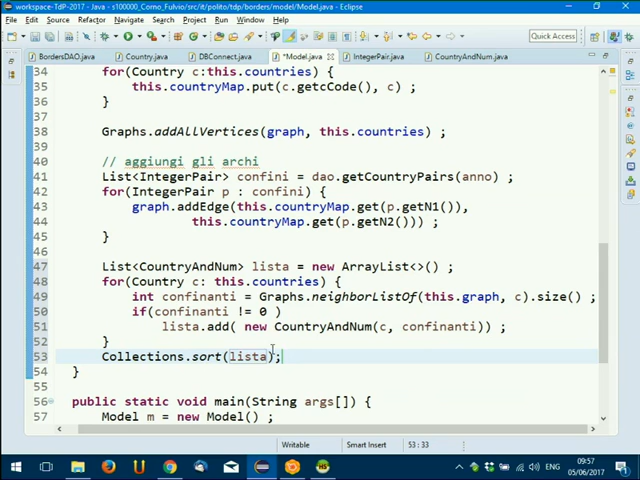 workspace-TdP-2017 - Java - s100000_Corno_Fulvio/src/it/polito/tdp/borders/model/Model.java - Eclipse
File Edit Source Refactor Navigate Search Project Run Window Help
Quick Access
BordersDAO.java Country.java DBConnect.java *Model.java IntegerPair.java CountryAndNum.java
34 for(Country c:this.countries) {
35 this.countryMap.put(c.getcCode(), c) ;
36 }
37
38 Graphs.addAllVertices(graph, this.countries) ;
39
40 // aggiungi gli archi
41 List<IntegerPair> confini = dao.getCountryPairs(anno) ;
42 for(IntegerPair p : confini) {
43 graph.addEdge(this.countryMap.get(p.getN1()),
44 this.countryMap.get(p.getN2())) ;
45 }
46
47 List<CountryAndNum> lista = new ArrayList<>() ;
48 for(Country c: this.countries) {
49 int confinanti = Graphs.neighborListOf(this.graph, c).size() ;
50 if(confinanti != 0 )
51 lista.add( new CountryAndNum(c, confinanti)) ;
52 }
53 Collections.sort(lista);
54 }
55
56 public static void main(String args[]) {
57 Model m = new Model() ;
Writable Smart Insert 53 : 33
ENG 09:57
05/06/2017